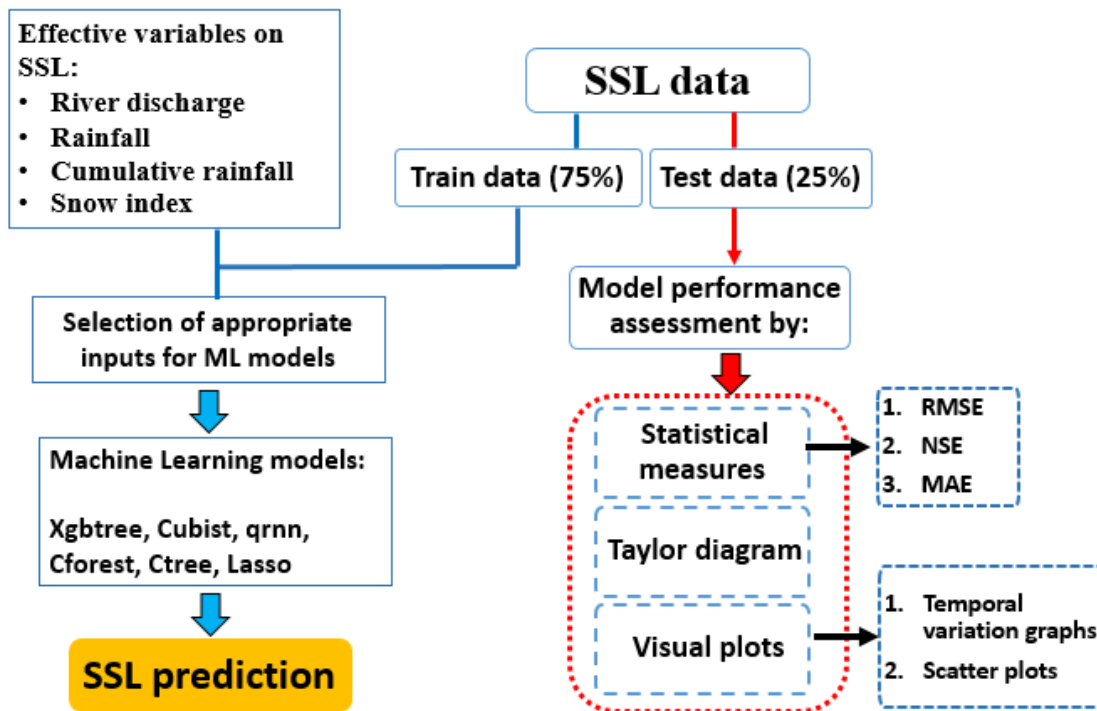 Effective variables on
SSL:
• River discharge
• Rainfall
• Cumulative rainfall
• Snow index
SSL data
Train data (75%)
Test data (25%)
Selection of appropriate
inputs for ML models
Model performance
assessment by:
Machine Learning models:
Xgbtree, Cubist, qrnn,
Cforest, Ctree, Lasso
SSL prediction
Statistical
measures
1. RMSE
2. NSE
3. MAE
Taylor diagram
Visual plots
1. Temporal
variation graphs
2. Scatter plots